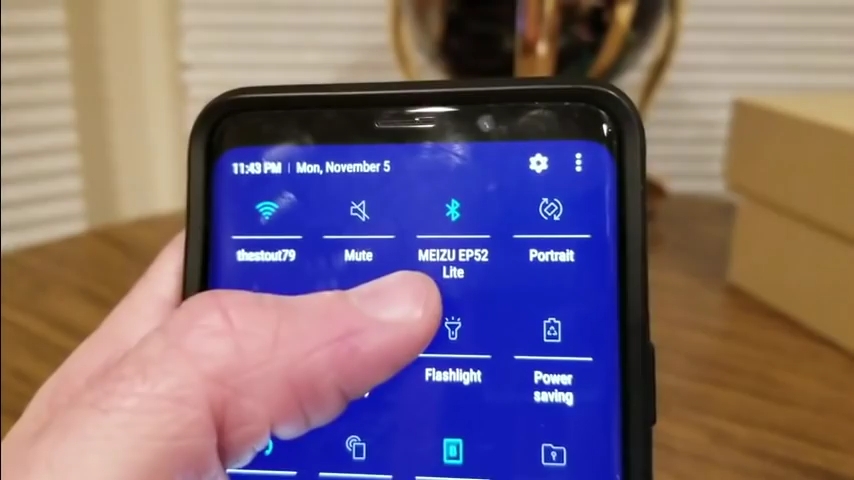 11:43 PM | Mon, November 5
thestout79
Mute
MEIZU EP52
Lite
Portrait
Flashlight
Power
saving